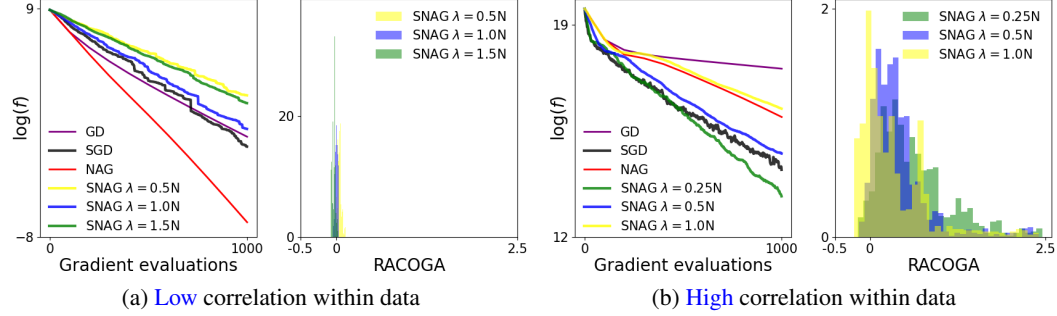 9
log(f)
-8
GD
SGD
NAG
SNAG λ = 0.5N
SNAG λ = 1.0N
SNAG λ = 1.5N
0
1000
Gradient evaluations
SNAG λ = 0.5N
SNAG λ = 1.0N
SNAG λ = 1.5N
20
0
-0.5
0
2.5
RACOGA
(a) Low correlation within data
19
log(f)
12
GD
SGD
NAG
SNAG λ = 0.25N
SNAG λ = 0.5N
SNAG λ = 1.0N
0
1000
Gradient evaluations
2
SNAG λ = 0.25N
SNAG λ = 0.5N
SNAG λ = 1.0N
0
-0.5
0
2.5
RACOGA
(b) High correlation within data